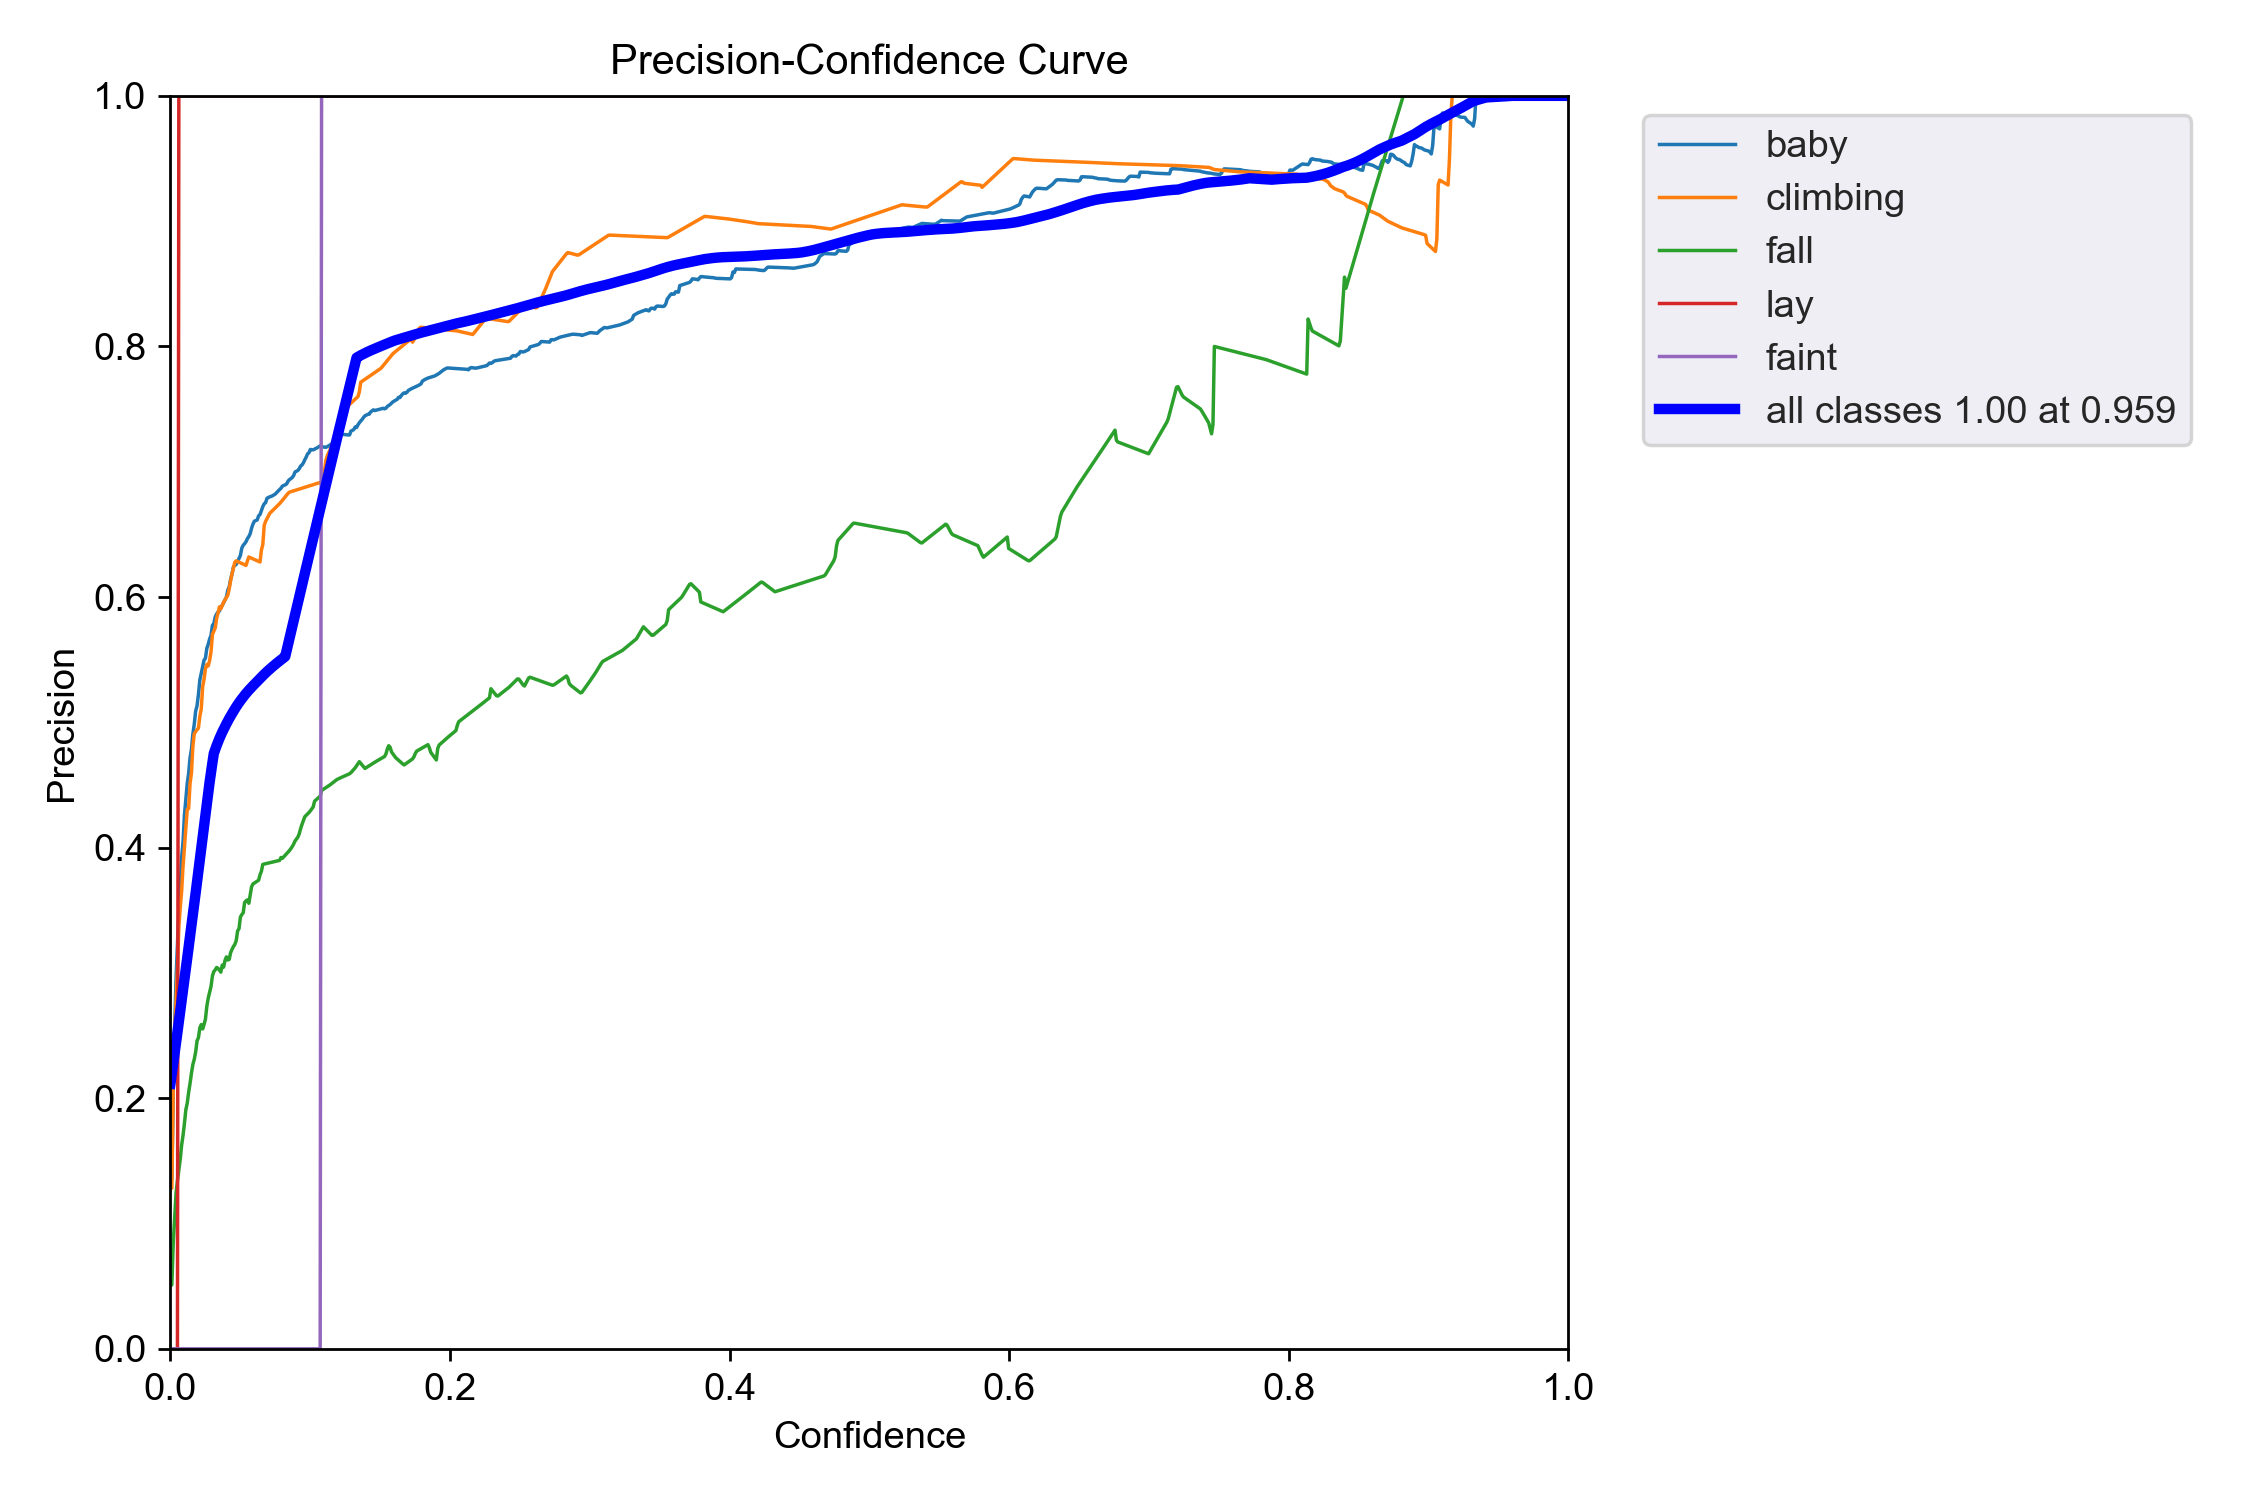 Precision-Confidence Curve
1.0
0.8
0.6
0.4
0.2
0.0
Precision
0.0 0.2 0.4 0.6 0.8 1.0
Confidence
baby
climbing
fall
lay
faint
all classes 1.00 at 0.959